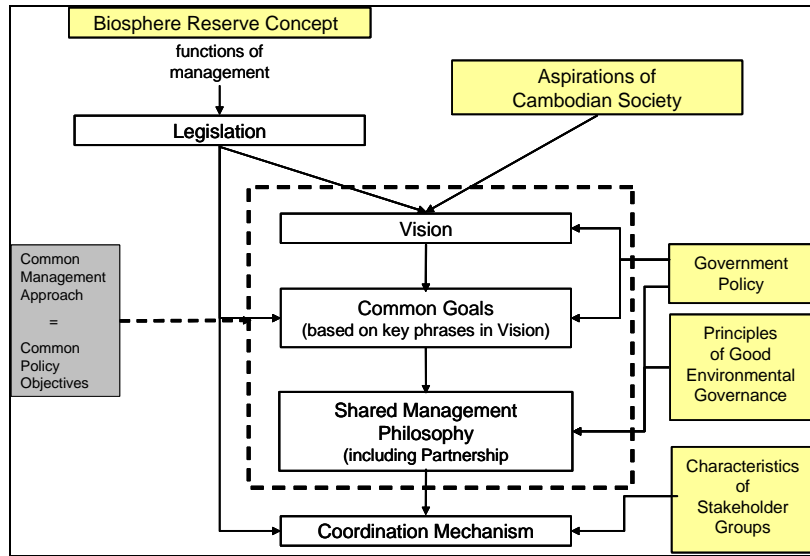 Biosphere Reserve Concept
functions of
management
Aspirations of
Cambodian Society
Legislation
Vision
Common
Management
Approach
=
Common
Policy
Objectives
Government
Policy
Common Goals
(based on key phrases in Vision)
Principles
of Good
Environmental
Governance
Shared Management
Philosophy
(including Partnership
Characteristics
of
Stakeholder
Groups
Coordination Mechanism